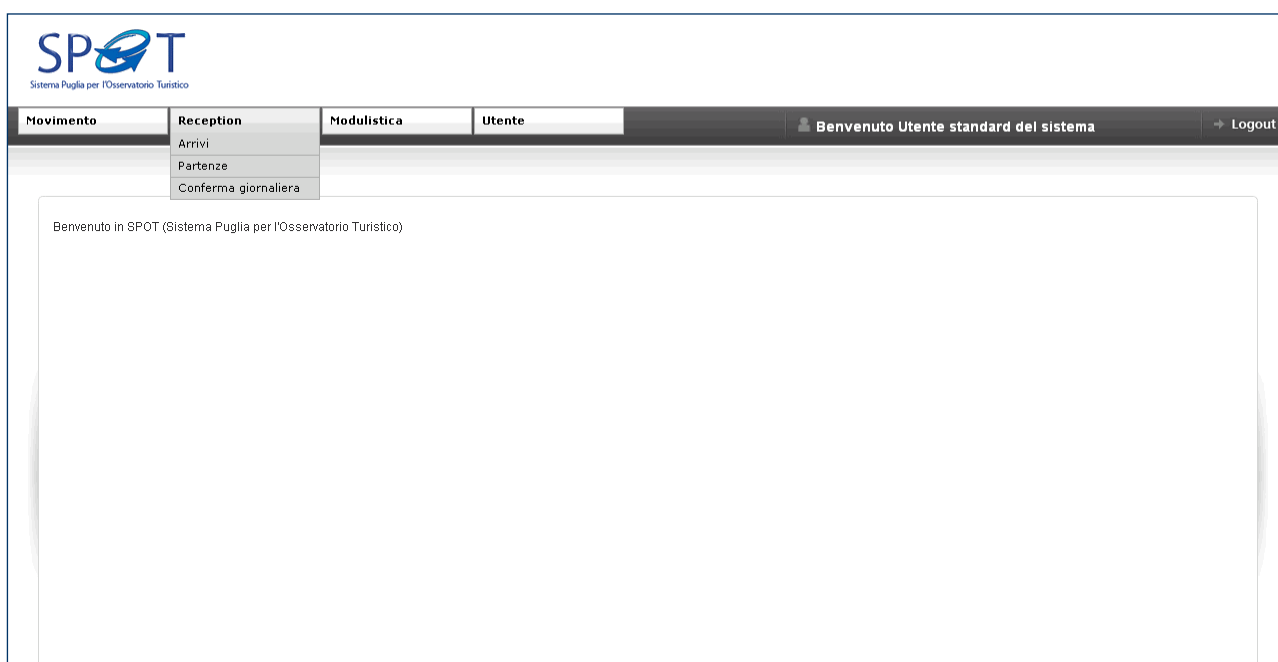 SPOT
Sistema Puglia per l'Osservatorio Turistico
Movimento Reception Modulistica Utente Benvenuto Utente standard del sistema Logout
Arrivi
Partenze
Conferma giornaliera
Benvenuto in SPOT (Sistema Puglia per l'Osservatorio Turistico)